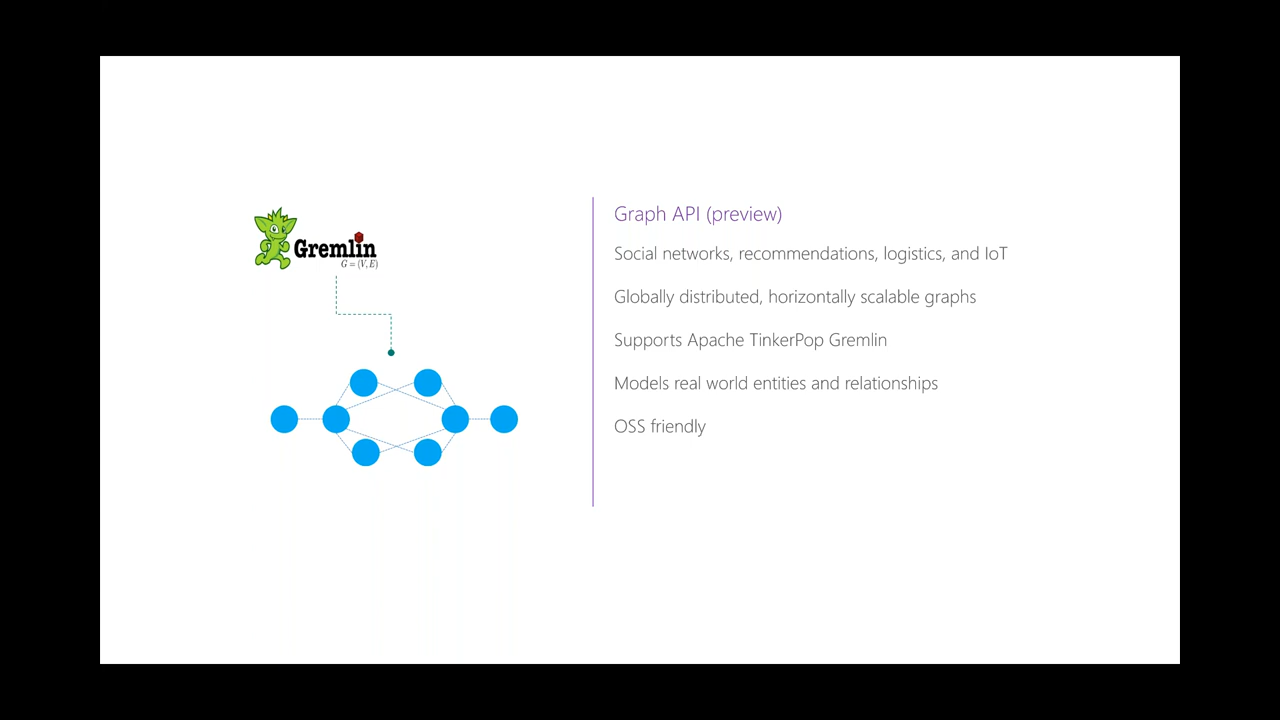 Gremlin
G = (V, E)
Graph API (preview)
Social networks, recommendations, logistics, and IoT
Globally distributed, horizontally scalable graphs
Supports Apache TinkerPop Gremlin
Models real world entities and relationships
OSS friendly